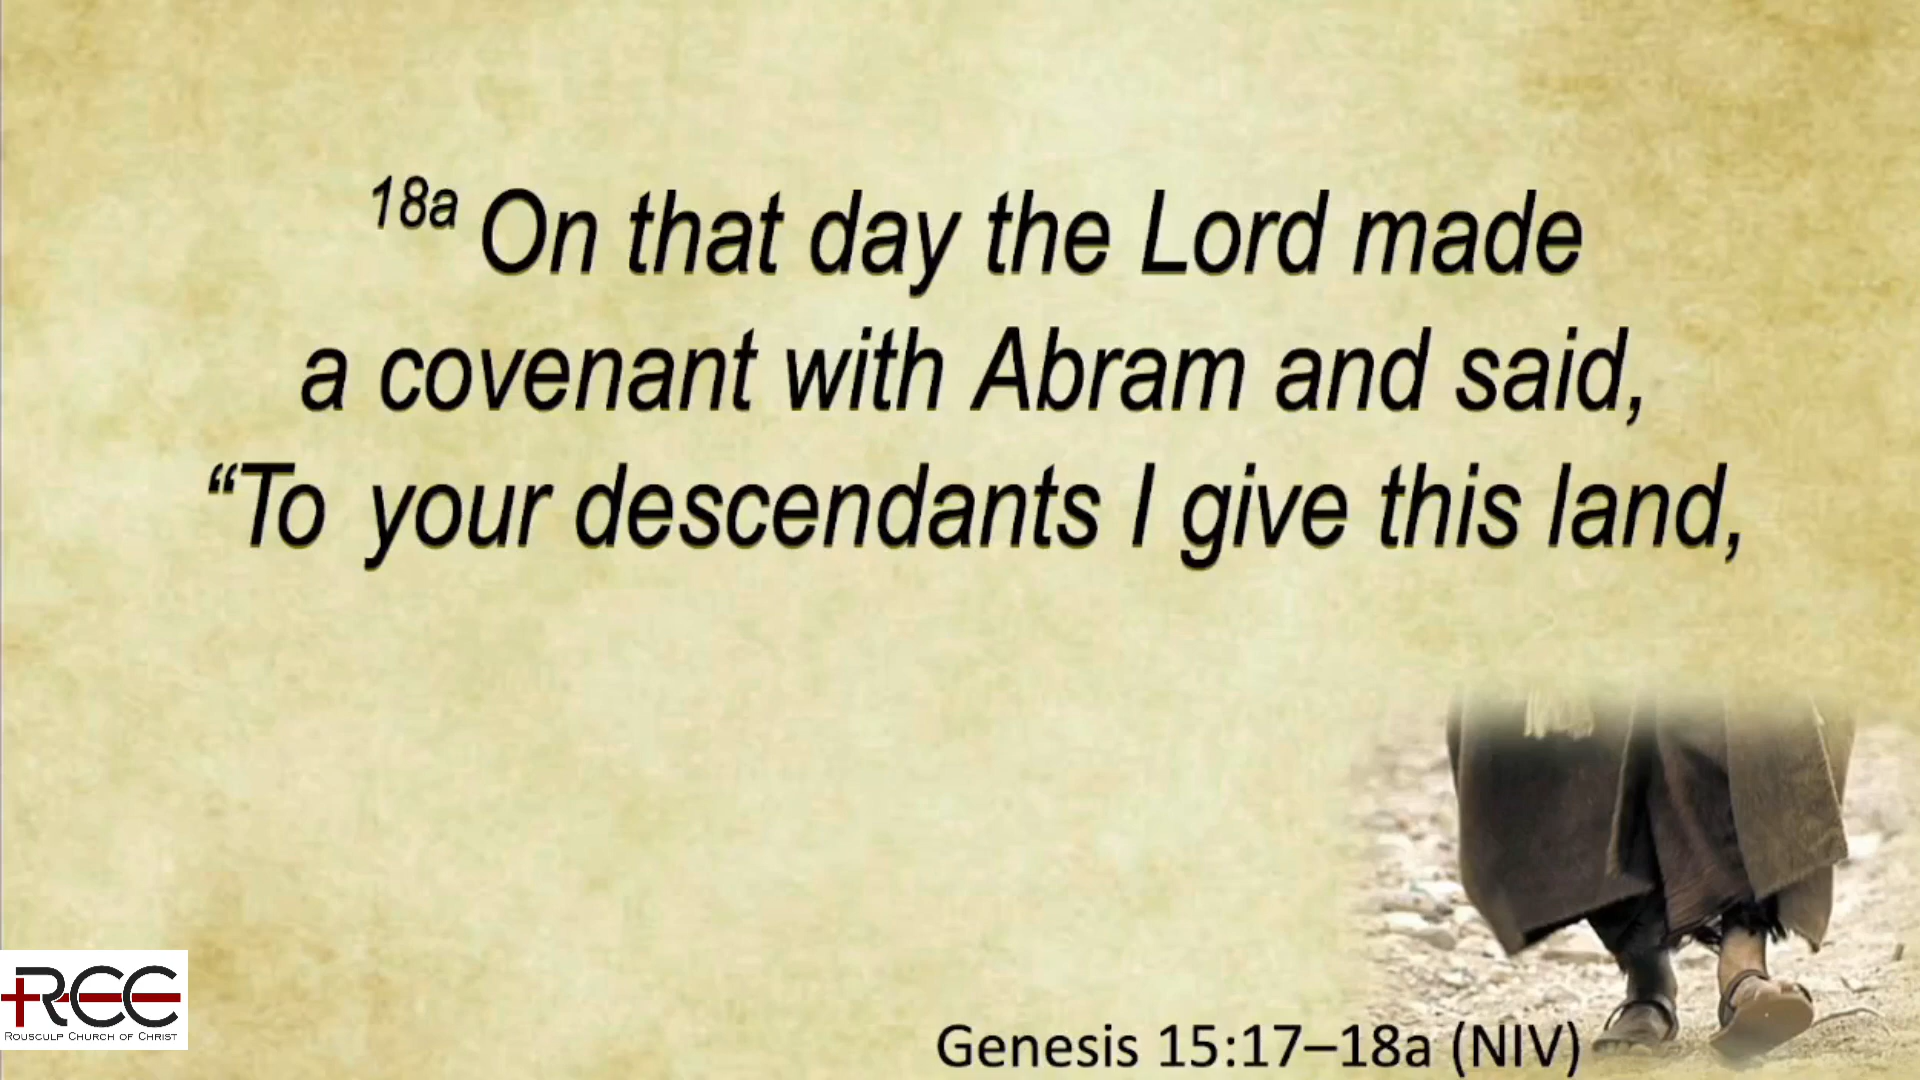 18a On that day the Lord made
a covenant with Abram and said,
“To your descendants I give this land,
RCC
ROUSCULP CHURCH OF CHRIST
Genesis 15:17–18a (NIV)